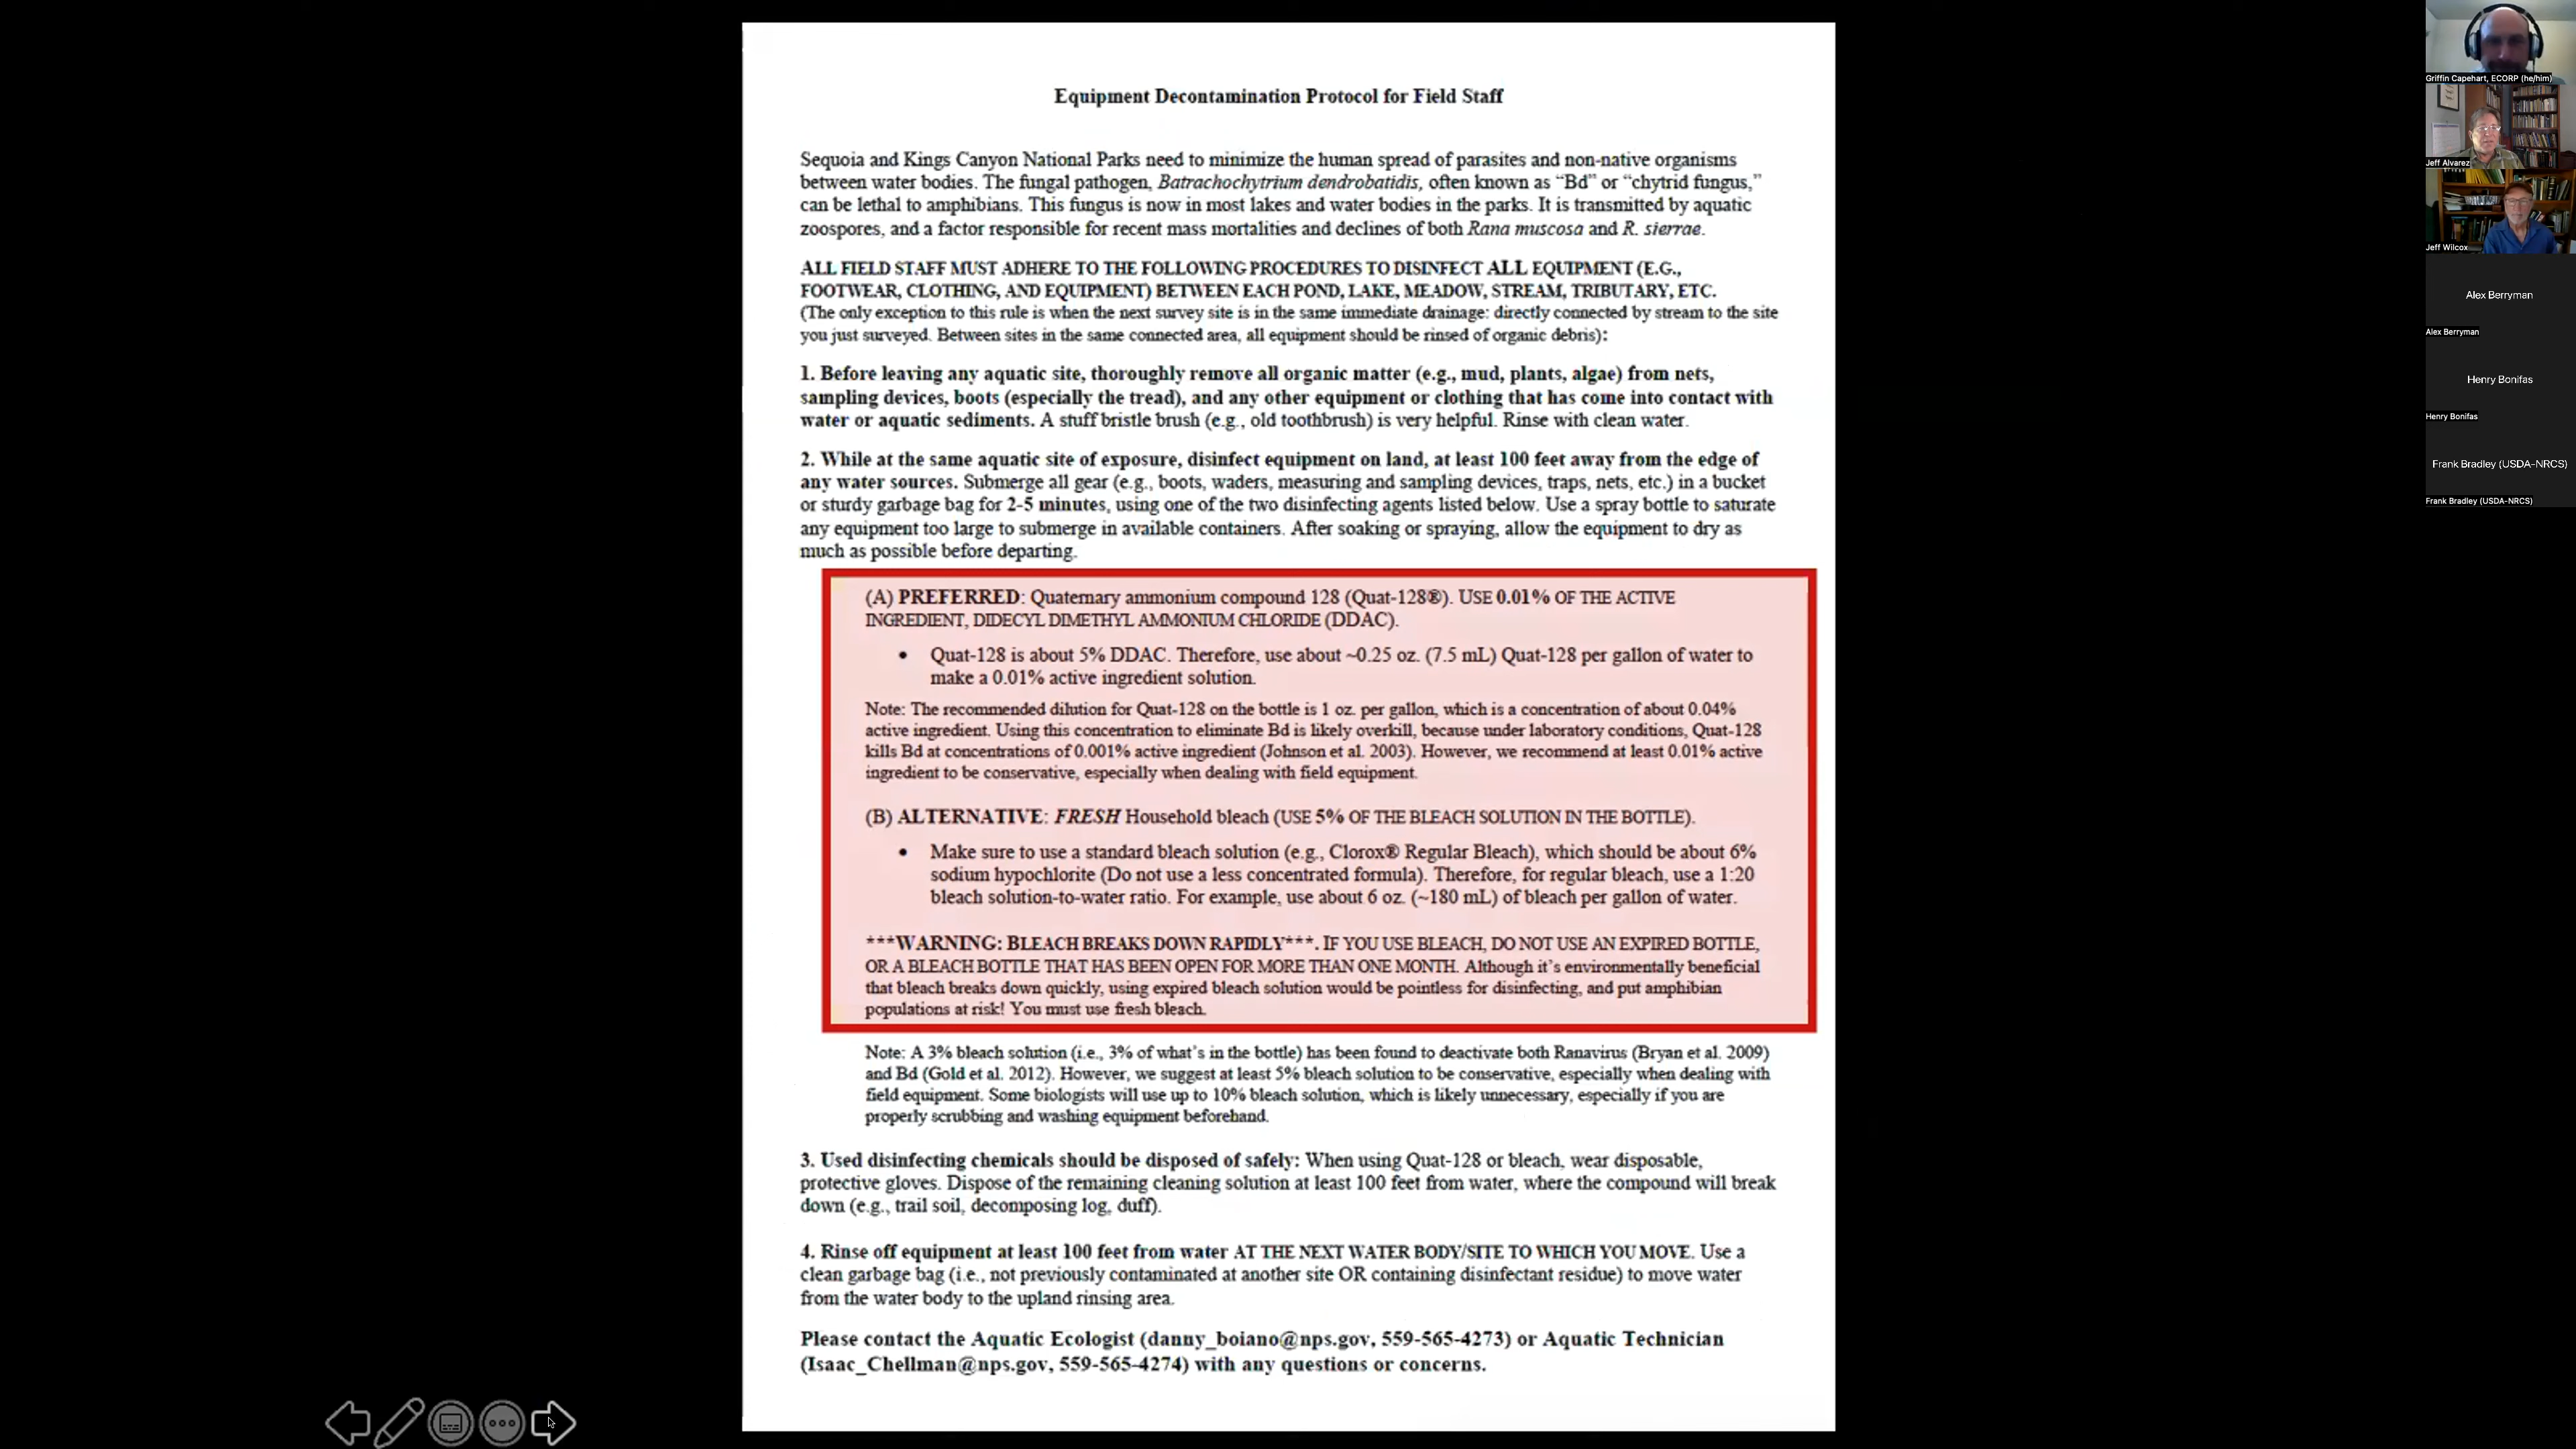 Equipment Decontamination Protocol for Field Staff
Sequoia and Kings Canyon National Parks need to minimize the human spread of parasites and non-native organisms
between water bodies. The fungal pathogen, Batrachochytrium dendrobatidis, often known as “Bd” or “chytrid fungus,”
can be lethal to amphibians. This fungus is now in most lakes and water bodies in the parks. It is transmitted by aquatic
zoospores, and a factor responsible for recent mass mortalities and declines of both Rana muscosa and R. sierrae.
ALL FIELD STAFF MUST ADHERE TO THE FOLLOWING PROCEDURES TO DISINFECT ALL EQUIPMENT (E.G.,
FOOTWEAR, CLOTHING, AND EQUIPMENT) BETWEEN EACH POND, LAKE, MEADOW, STREAM, TRIBUTARY, ETC.
(The only exception to this rule is when the next survey site is in the same immediate drainage: directly connected by stream to the site
you just surveyed. Between sites in the same connected area, all equipment should be rinsed of organic debris):
1. Before leaving any aquatic site, thoroughly remove all organic matter (e.g., mud, plants, algae) from nets,
sampling devices, boots (especially the tread), and any other equipment or clothing that has come into contact with
water or aquatic sediments. A stuff bristle brush (e.g., old toothbrush) is very helpful. Rinse with clean water.
2. While at the same aquatic site of exposure, disinfect equipment on land, at least 100 feet away from the edge of
any water sources. Submerge all gear (e.g., boots, waders, measuring and sampling devices, traps, nets, etc.) in a bucket
or sturdy garbage bag for 2-5 minutes, using one of the two disinfecting agents listed below. Use a spray bottle to saturate
any equipment too large to submerge in available containers. After soaking or spraying, allow the equipment to dry as
much as possible before departing.
(A) PREFERRED: Quaternary ammonium compound 128 (Quat-128®). USE 0.01% OF THE ACTIVE
INGREDIENT, DIDECYL DIMETHYL AMMONIUM CHLORIDE (DDAC).
• Quat-128 is about 5% DDAC. Therefore, use about ~0.25 oz. (7.5 mL) Quat-128 per gallon of water to
make a 0.01% active ingredient solution.
Note: The recommended dilution for Quat-128 on the bottle is 1 oz. per gallon, which is a concentration of about 0.04%
active ingredient. Using this concentration to eliminate Bd is likely overkill, because under laboratory conditions, Quat-128
kills Bd at concentrations of 0.001% active ingredient (Johnson et al. 2003). However, we recommend at least 0.01% active
ingredient to be conservative, especially when dealing with field equipment.
(B) ALTERNATIVE: FRESH Household bleach (USE 5% OF THE BLEACH SOLUTION IN THE BOTTLE).
• Make sure to use a standard bleach solution (e.g., Clorox® Regular Bleach), which should be about 6%
sodium hypochlorite (Do not use a less concentrated formula). Therefore, for regular bleach, use a 1:20
bleach solution-to-water ratio. For example, use about 6 oz. (~180 mL) of bleach per gallon of water.
***WARNING: BLEACH BREAKS DOWN RAPIDLY***. IF YOU USE BLEACH, DO NOT USE AN EXPIRED BOTTLE,
OR A BLEACH BOTTLE THAT HAS BEEN OPEN FOR MORE THAN ONE MONTH. Although it’s environmentally beneficial
that bleach breaks down quickly, using expired bleach solution would be pointless for disinfecting, and put amphibian
populations at risk! You must use fresh bleach.
Note: A 3% bleach solution (i.e., 3% of what’s in the bottle) has been found to deactivate both Ranavirus (Bryan et al. 2009)
and Bd (Gold et al. 2012). However, we suggest at least 5% bleach solution to be conservative, especially when dealing with
field equipment. Some biologists will use up to 10% bleach solution, which is likely unnecessary, especially if you are
properly scrubbing and washing equipment beforehand.
3. Used disinfecting chemicals should be disposed of safely: When using Quat-128 or bleach, wear disposable,
protective gloves. Dispose of the remaining cleaning solution at least 100 feet from water, where the compound will break
down (e.g., trail soil, decomposing log, duff).
4. Rinse off equipment at least 100 feet from water AT THE NEXT WATER BODY/SITE TO WHICH YOU MOVE. Use a
clean garbage bag (i.e., not previously contaminated at another site OR containing disinfectant residue) to move water
from the water body to the upland rinsing area.
Please contact the Aquatic Ecologist (danny_boiano@nps.gov, 559-565-4273) or Aquatic Technician
(Isaac_Chellman@nps.gov, 559-565-4274) with any questions or concerns.
Griffin Capehart, ECORP (he/him)
Jeff Alvarez
Jeff Wilcox
Alex Berryman
Alex Berryman
Henry Bonifas
Henry Bonifas
Frank Bradley (USDA-NRCS)
Frank Bradley (USDA-NRCS)